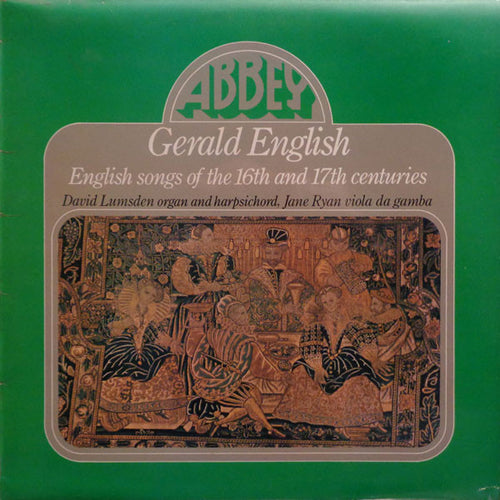 ABBEY
Gerald English
English songs of the 16th and 17th centuries
David Lumsden organ and harpsichord. Jane Ryan viola da gamba